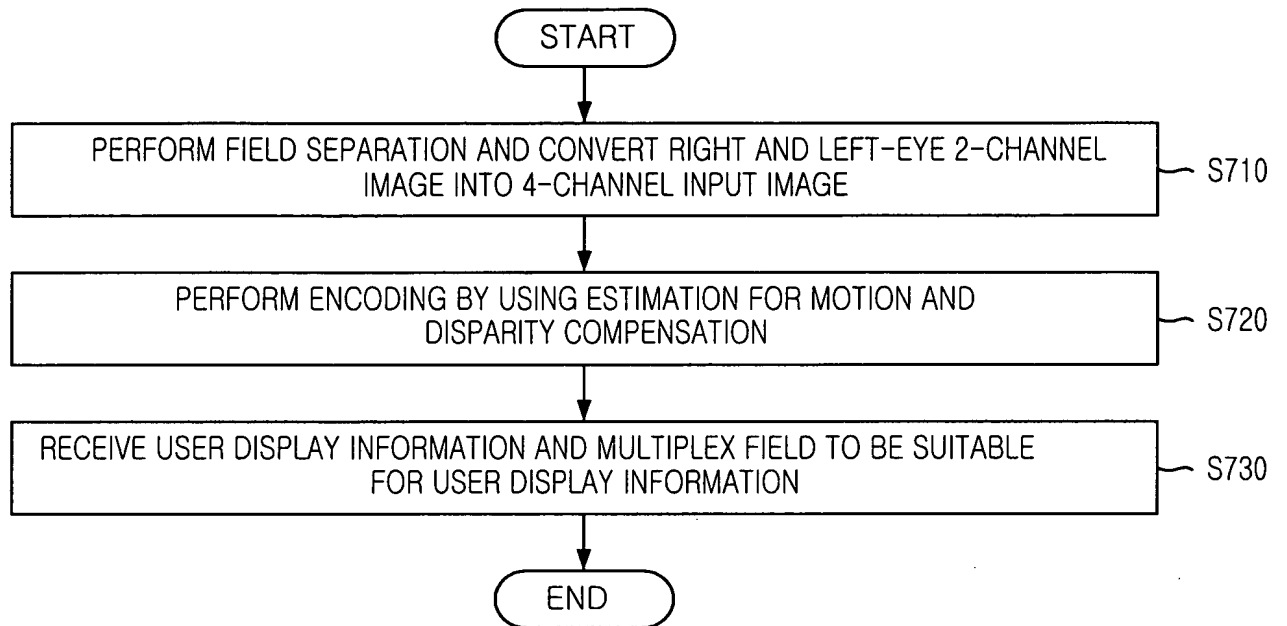 START
PERFORM FIELD SEPARATION AND CONVERT RIGHT AND LEFT-EYE 2-CHANNEL
IMAGE INTO 4-CHANNEL INPUT IMAGE
S710
PERFORM ENCODING BY USING ESTIMATION FOR MOTION AND
DISPARITY COMPENSATION
S720
RECEIVE USER DISPLAY INFORMATION AND MULTIPLEX FIELD TO BE SUITABLE
FOR USER DISPLAY INFORMATION
S730
END